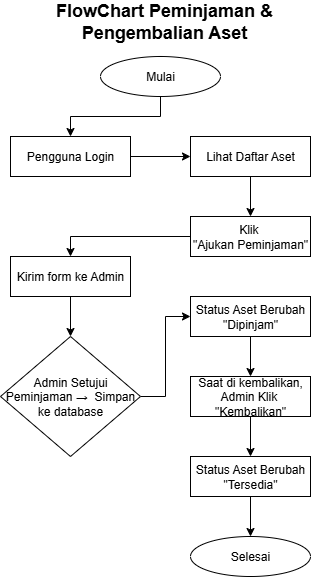 FlowChart Peminjaman &
Pengembalian Aset
Mulai
Pengguna Login
Lihat Daftar Aset
Klik
"Ajukan Peminjaman"
Kirim form ke Admin
Admin Setujui
Peminjaman → Simpan
ke database
Status Aset Berubah
"Dipinjam"
Saat di kembalikan,
Admin Klik
"Kembalikan"
Status Aset Berubah
"Tersedia"
Selesai